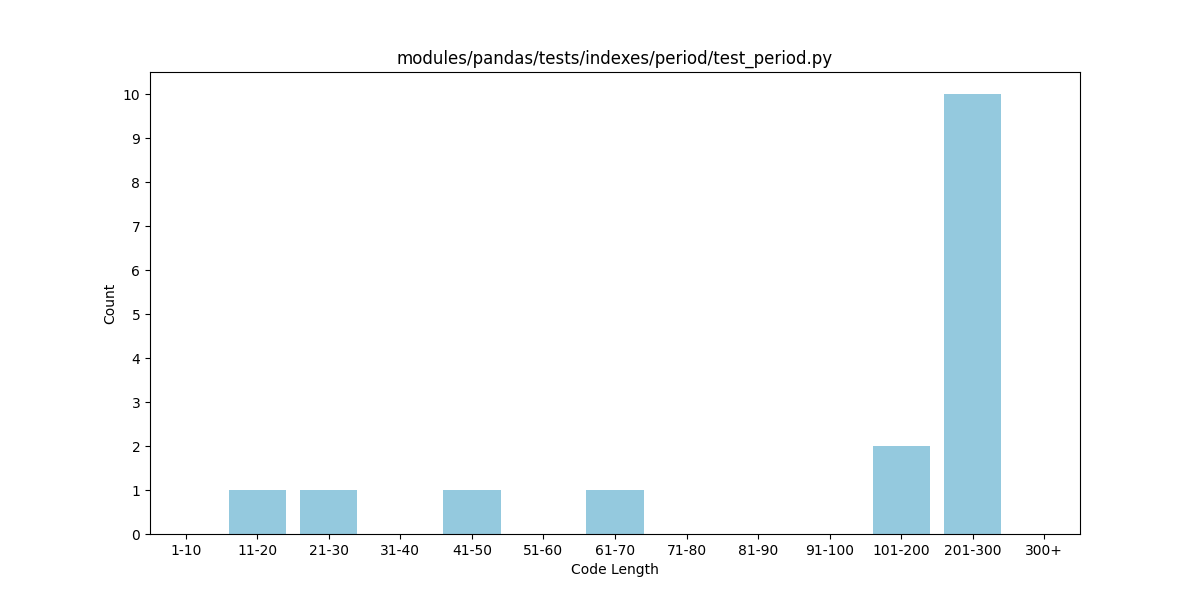 modules/pandas/tests/indexes/period/test_period.py
Count
10
9
8
7
6
5
4
3
2
1
0
1-10 11-20 21-30 31-40 41-50 51-60 61-70 71-80 81-90 91-100 101-200 201-300 300+
Code Length